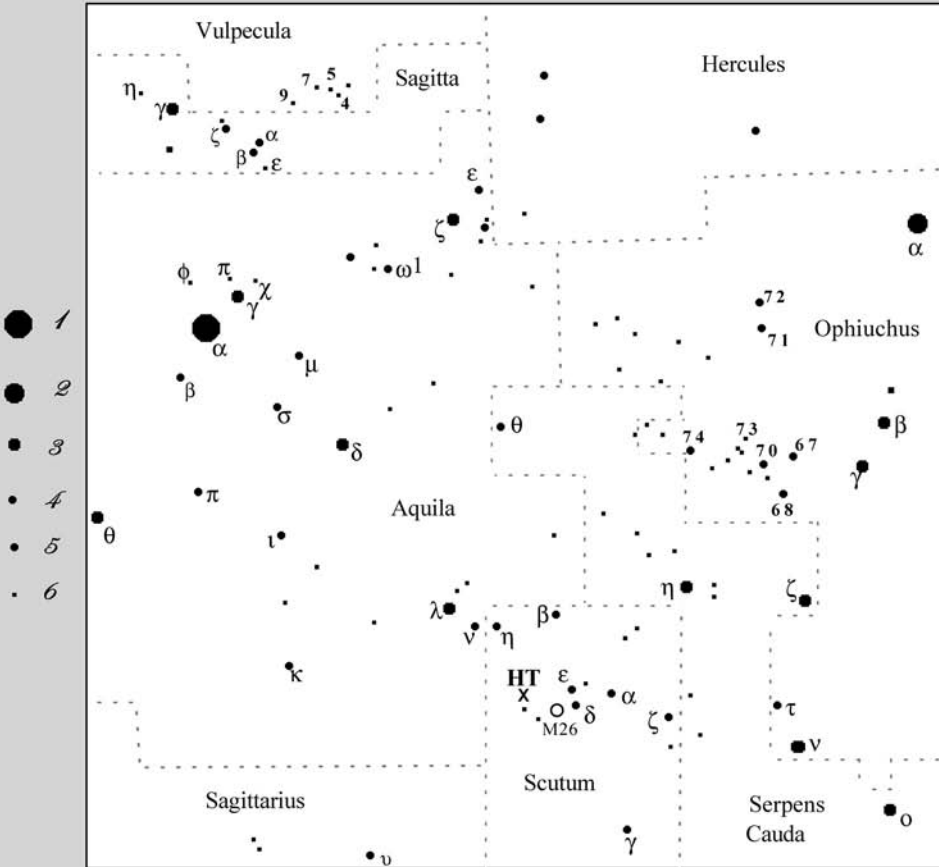 Vulpecula
Hercules
Sagitta
η
γ
9
7
5
4
ζ
α
β
ε
ε
ζ
α
ω1
φ
π
χ
γ
α
72
71
Ophiuchus
1
2
3
4
5
6
μ
β
σ
θ
δ
74
73
70
67
β
γ
68
π
Aquila
θ
ι
η
ζ
λ
ν
η
β
κ
HT
X
ε
α
δ
M26
ζ
τ
ν
Scutum
Sagittarius
Serpens
Cauda
ο
γ
υ